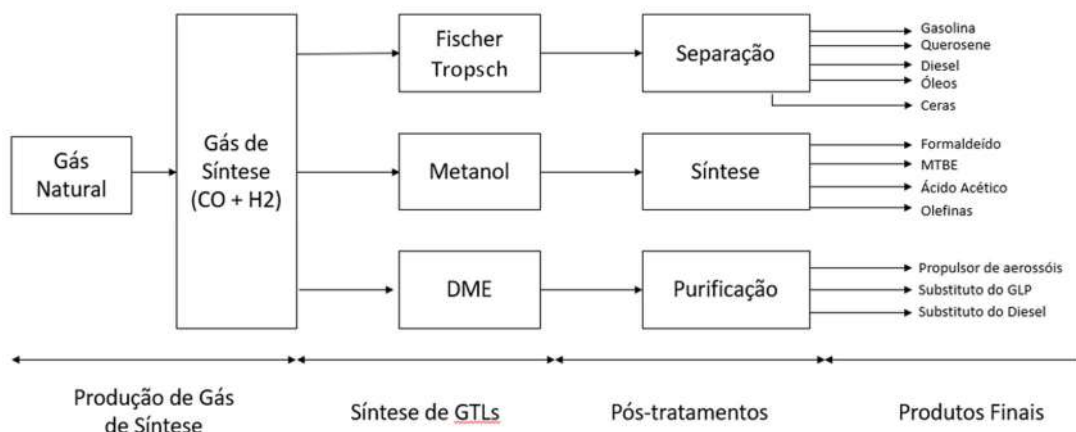 Gás
Natural
Gás de
Síntese
(CO + H2)
Fischer
Tropsch
Separação
Gasolina
Querosene
Diesel
Óleos
Ceras
Metanol
Síntese
Formaldeído
MTBE
Ácido Acético
Olefinas
DME
Purificação
Propulsor de aerossóis
Substituto do GLP
Substituto do Diesel
Produção de Gás
de Síntese
Síntese de GTLs
Pós-tratamentos
Produtos Finais